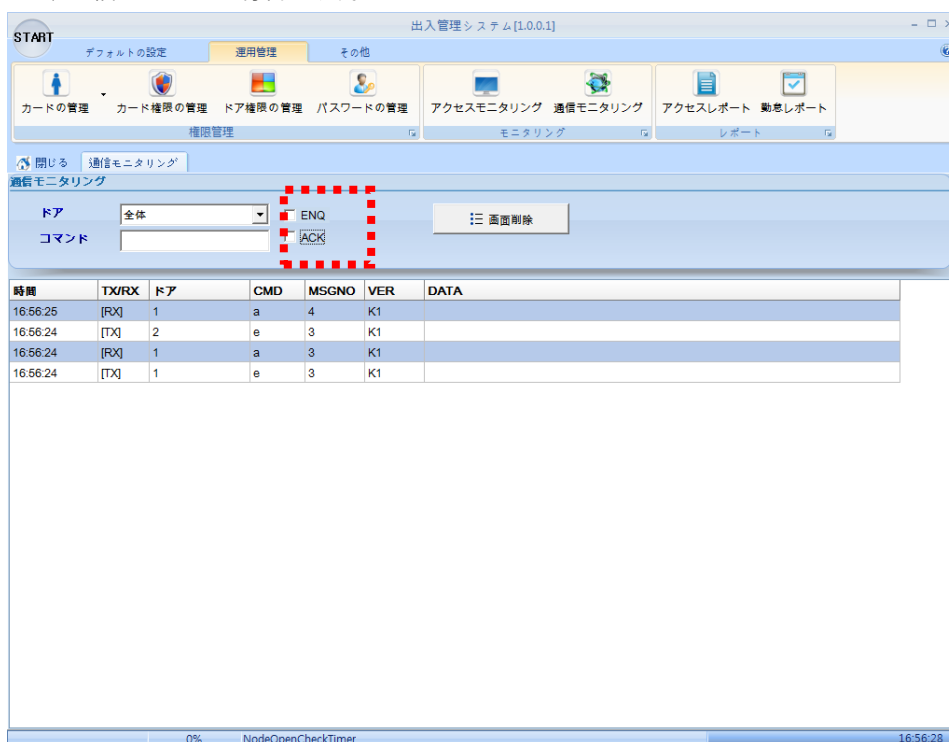 出入管理システム[1.0.0.1]
START
デフォルトの設定 運用管理 その他
カードの管理 カード権限の管理 ドア権限の管理 パスワードの管理 アクセスモニタリング 通信モニタリング アクセスレポート 勤怠レポート
権限管理 モニタリング レポート
閉じる 通信モニタリング
通信モニタリング
ドア 全体 ENQ
画面削除
コマンド ACK
時間 TX/RX ドア CMD MSGNO VER DATA
16:56:25 [RX] 1 a 4 K1
16:56:24 [TX] 2 e 3 K1
16:56:24 [RX] 1 a 3 K1
16:56:24 [TX] 1 e 3 K1
0% NodeOpenCheckTimer 16:56:28